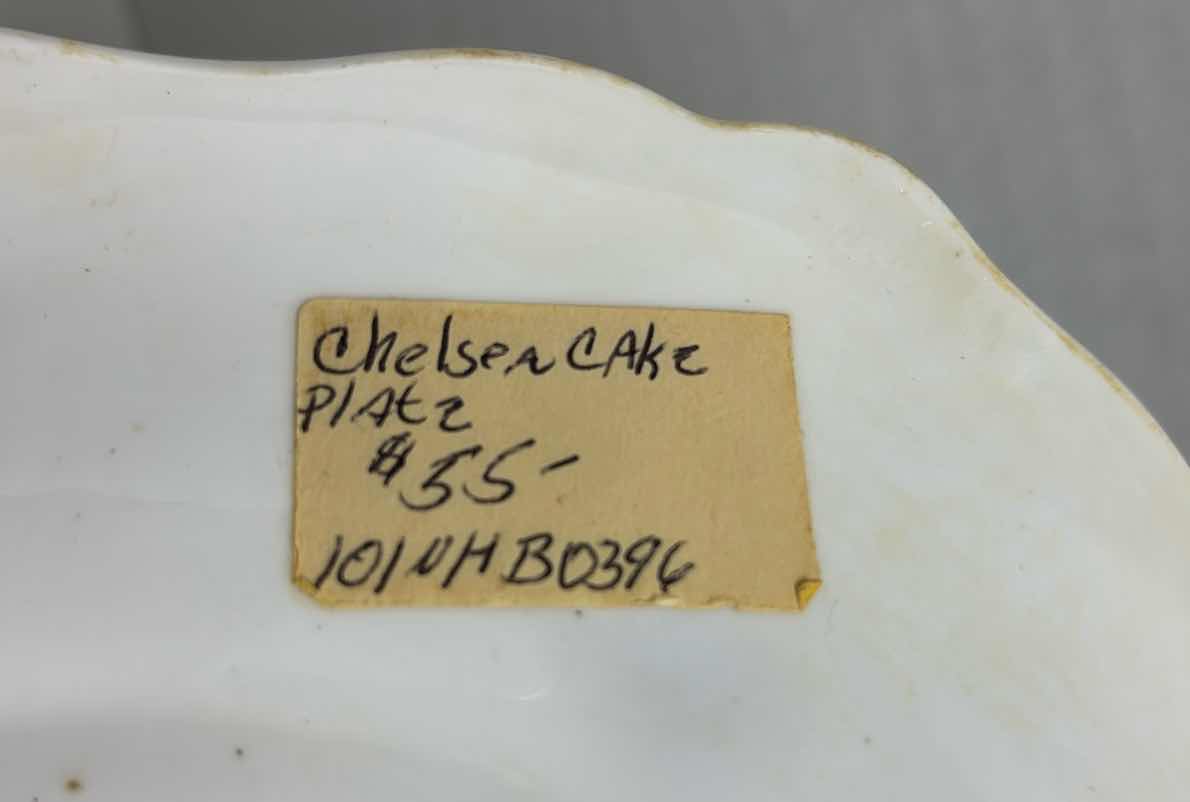 Chelsea CAke
PlAte
$55-
101NHB0396